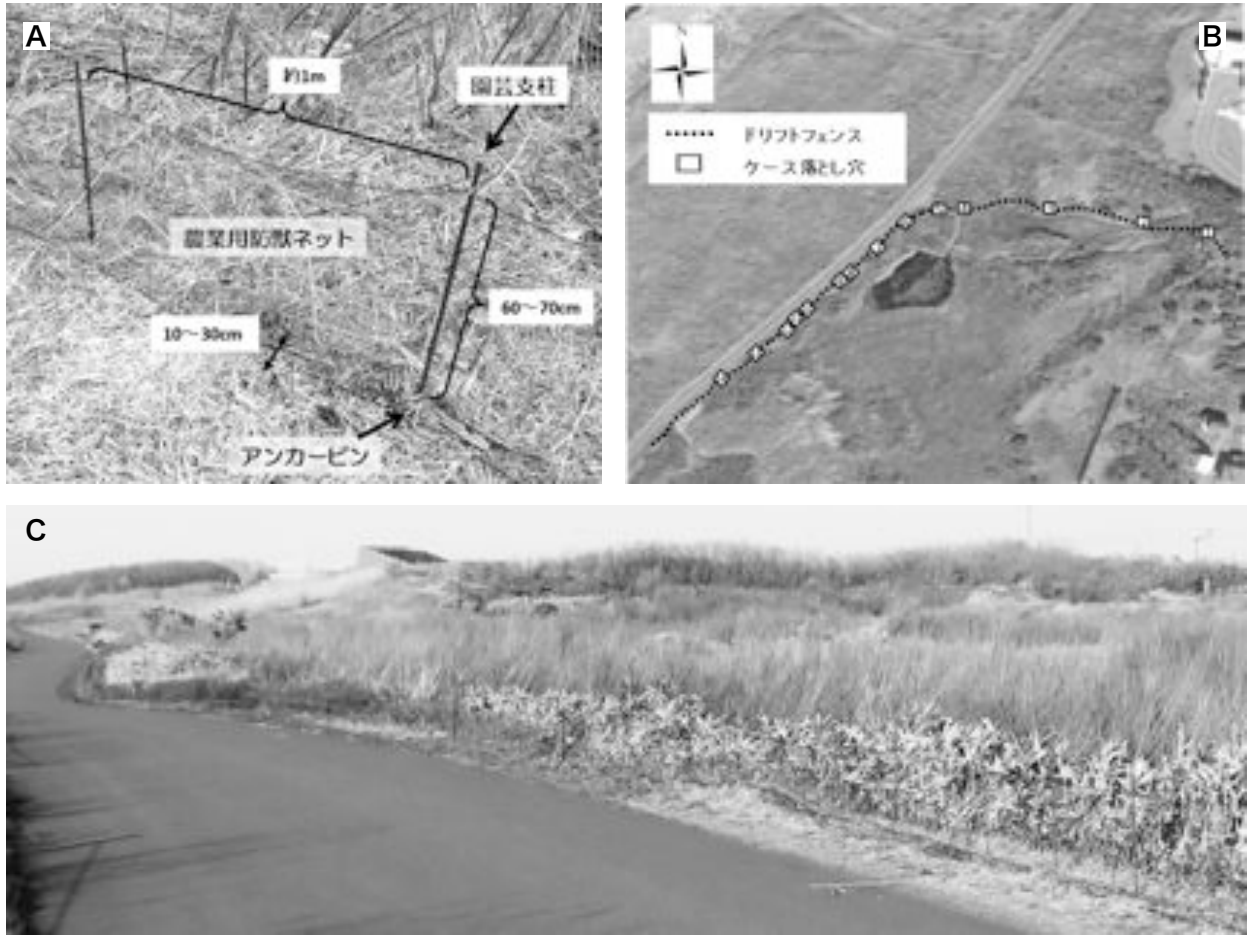 A
約1m
園芸支柱
農業用防獣ネット
60～70cm
10～30cm
アンカーピン
B
N
ドリフトフェンス
ケース落とし穴
C